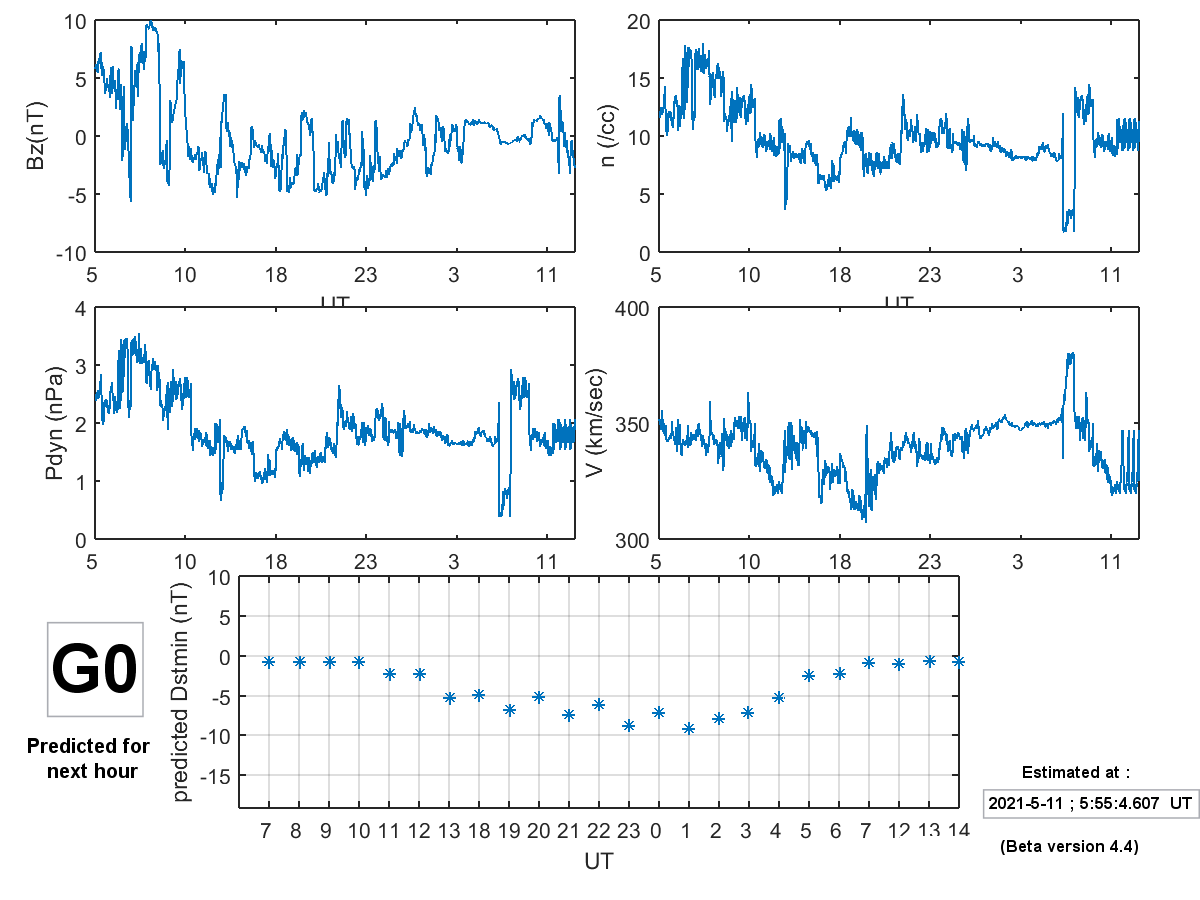 10
5
0
-5
-10
Bz(nT)
5 10 18 23 3 11
UT
20
15
10
5
0
n (/cc)
5 10 18 23 3 11
UT
4
3
2
1
0
Pdyn (nPa)
5 10 18 23 3 11
400
350
300
V (km/sec)
5 10 18 23 3 11
10
5
0
-5
-10
-15
predicted Dstmin (nT)
7 8 9 10 11 12 13 18 19 20 21 22 23 0 1 2 3 4 5 6 7 12 13 14
UT
G0
Predicted for
next hour
Estimated at :
2021-5-11 ; 5:55:4.607 UT
(Beta version 4.4)